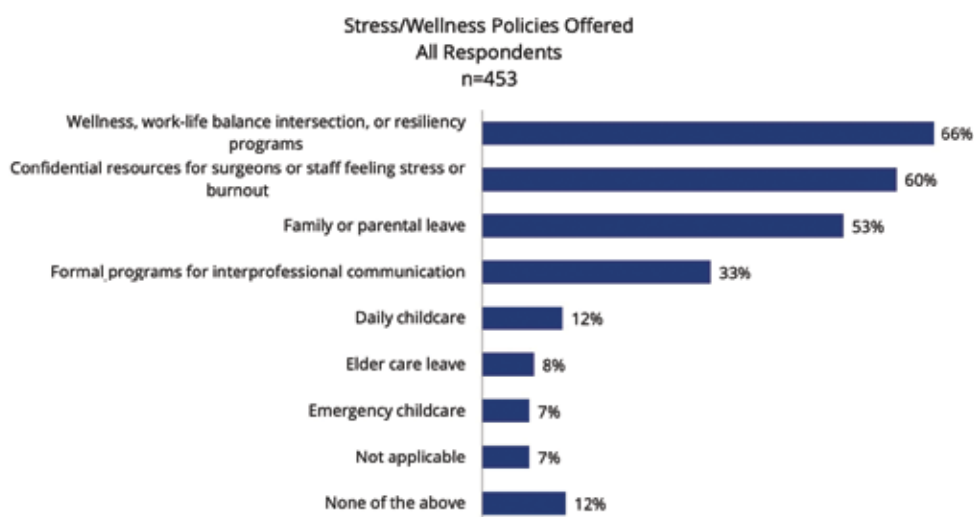 Stress/Wellness Policies Offered
All Respondents
n=453
Wellness, work-life balance intersection, or resiliency
programs
66%
Confidential resources for surgeons or staff feeling stress or
burnout
60%
Family or parental leave
53%
Formal programs for interprofessional communication
33%
Daily childcare
12%
Elder care leave
8%
Emergency childcare
7%
Not applicable
7%
None of the above
12%